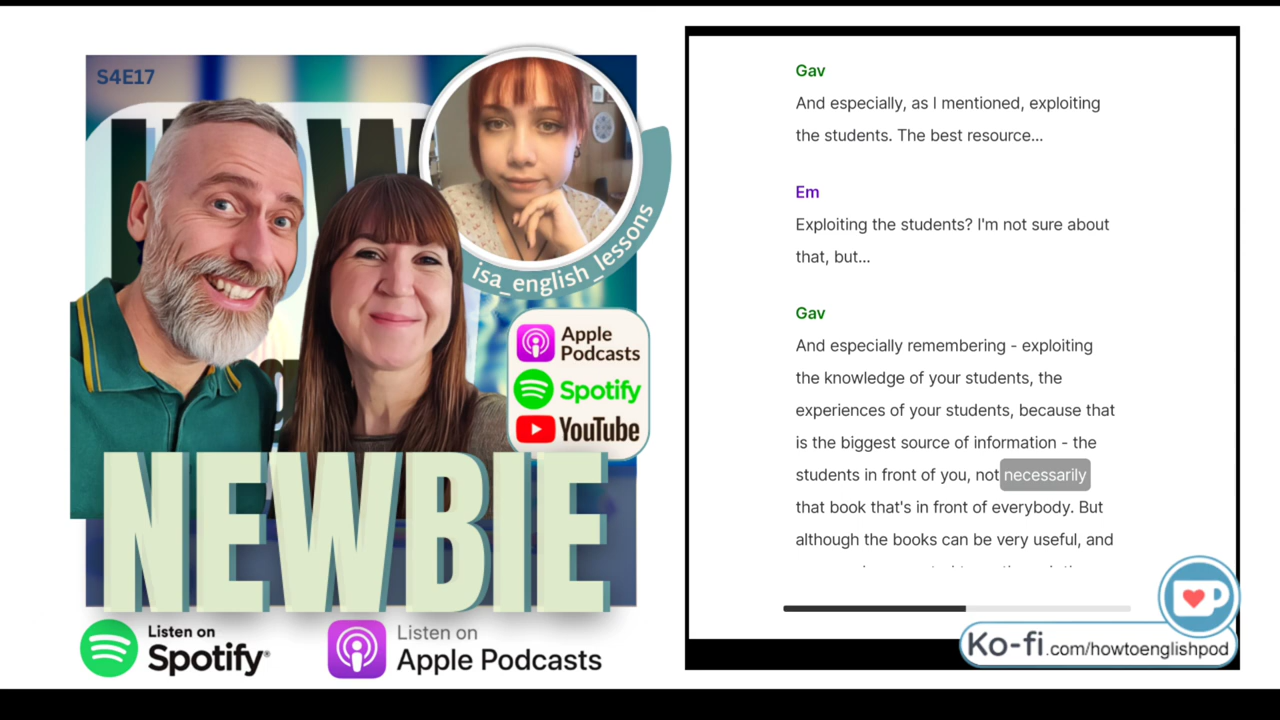 S4E17
HOW
isa_english_lessons
Apple
Podcasts
Spotify
YouTube
NEWBIE
Listen on
Spotify®
Listen on
Apple Podcasts
Gav
And especially, as I mentioned, exploiting
the students. The best resource...
Em
Exploiting the students? I'm not sure about
that, but...
Gav
And especially remembering - exploiting
the knowledge of your students, the
experiences of your students, because that
is the biggest source of information - the
students in front of you, not necessarily
that book that's in front of everybody. But
although the books can be very useful, and
Ko-fi.com/howtoenglishpod